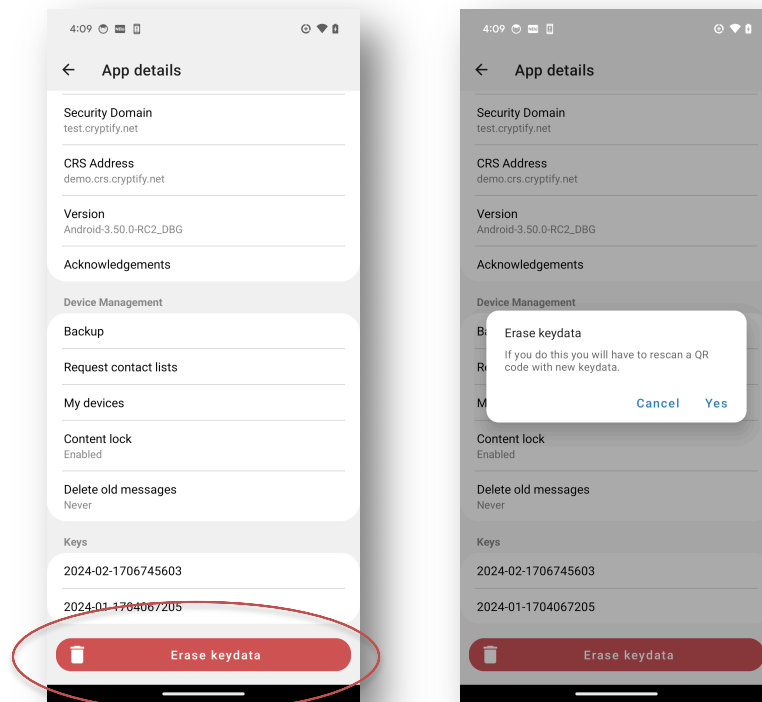 4:09
App details
Security Domain
test.cryptify.net
CRS Address
demo.crs.cryptify.net
Version
Android-3.50.0-RC2_DBG
Acknowledgements
Device Management
Backup
Request contact lists
My devices
Content lock
Enabled
Delete old messages
Never
Keys
2024-02-1706745603
2024-01-1704067205
Erase keydata
4:09
App details
Security Domain
test.cryptify.net
CRS Address
demo.crs.cryptify.net
Version
Android-3.50.0-RC2_DBG
Acknowledgements
Device Management
Erase keydata
If you do this you will have to rescan a QR
code with new keydata.
Cancel Yes
Content lock
Enabled
Delete old messages
Never
Keys
2024-02-1706745603
2024-01-1704067205
Erase keydata